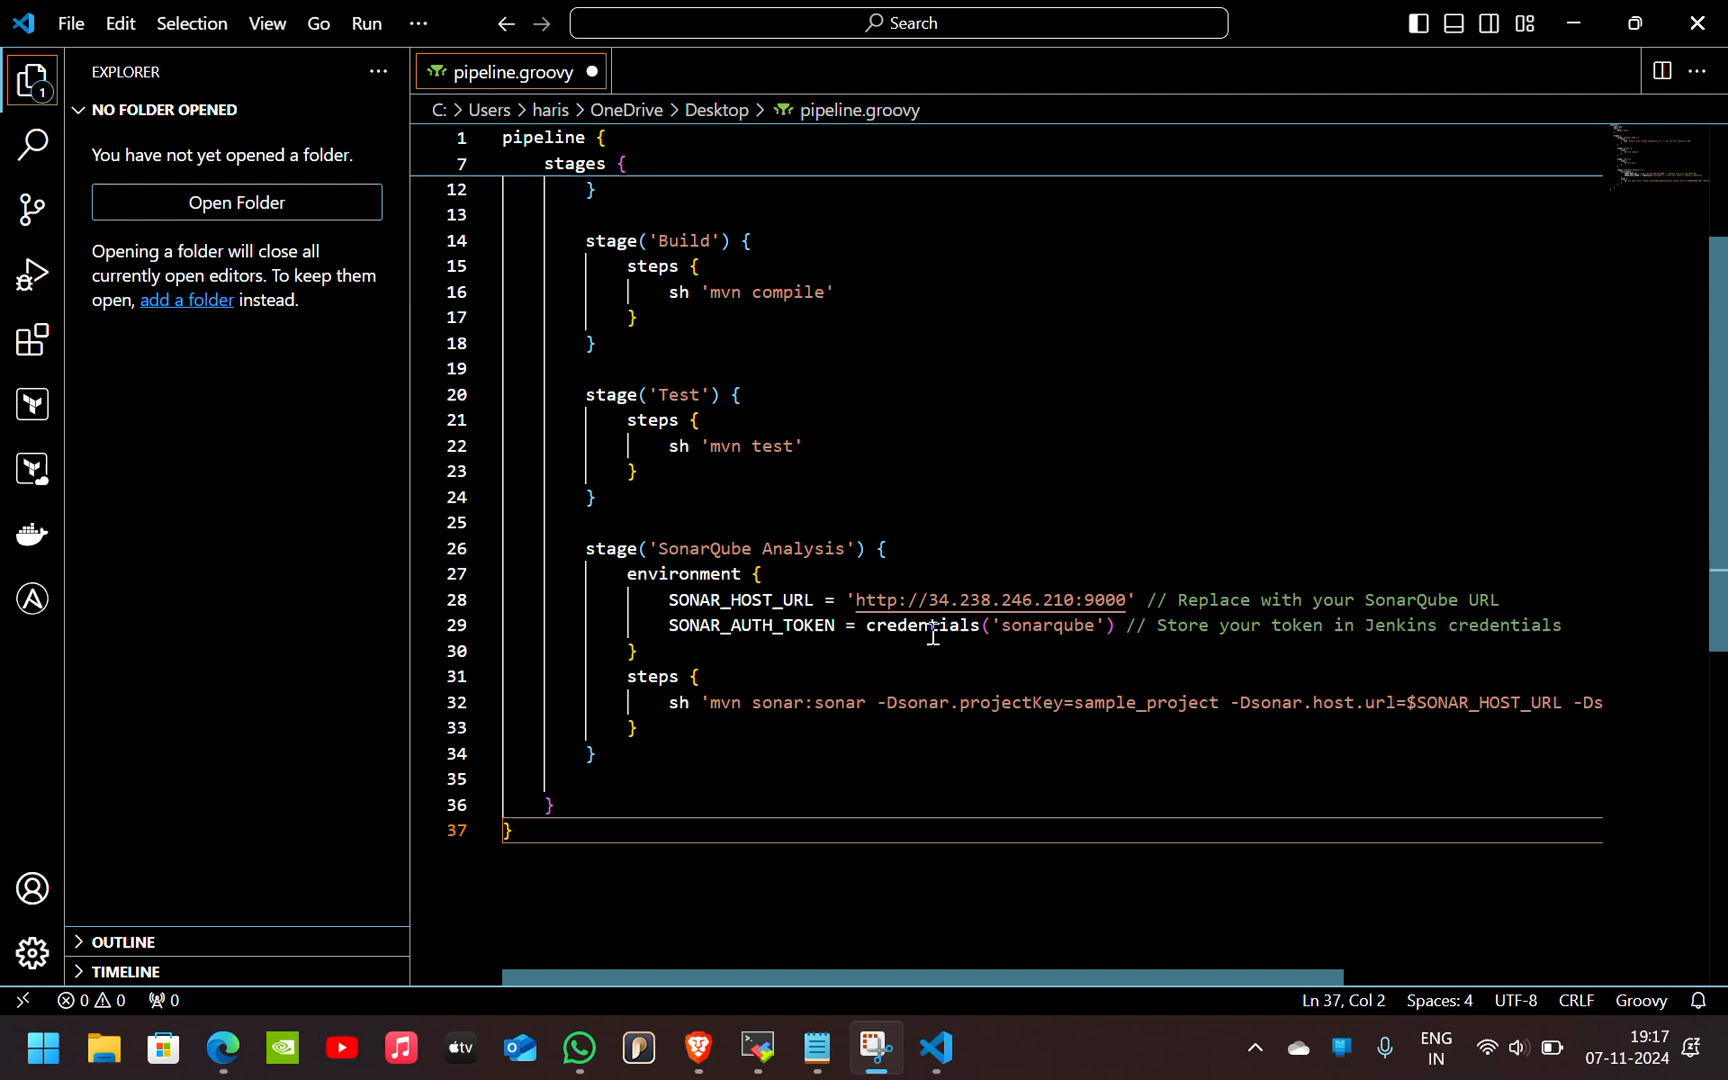 File Edit Selection View Go Run ··· Search
EXPLORER ···
NO FOLDER OPENED
You have not yet opened a folder.
Open Folder
Opening a folder will close all
currently open editors. To keep them
open, add a folder instead.
OUTLINE
TIMELINE
1
pipeline.groovy
C: > Users > haris > OneDrive > Desktop > pipeline.groovy
1 pipeline {
7 stages {
12 }
13
14 stage('Build') {
15 steps {
16 sh 'mvn compile'
17 }
18 }
19
20 stage('Test') {
21 steps {
22 sh 'mvn test'
23 }
24 }
25
26 stage('SonarQube Analysis') {
27 environment {
28 SONAR_HOST_URL = 'http://34.238.246.210:9000' // Replace with your SonarQube URL
29 SONAR_AUTH_TOKEN = credentials('sonarqube') // Store your token in Jenkins credentials
30 }
31 steps {
32 sh 'mvn sonar:sonar -Dsonar.projectKey=sample_project -Dsonar.host.url=$SONAR_HOST_URL -Ds
33 }
34 }
35
36 }
37 }
0 0 0 Ln 37, Col 2 Spaces: 4 UTF-8 CRLF Groovy
tv
ENG
IN
19:17
07-11-2024